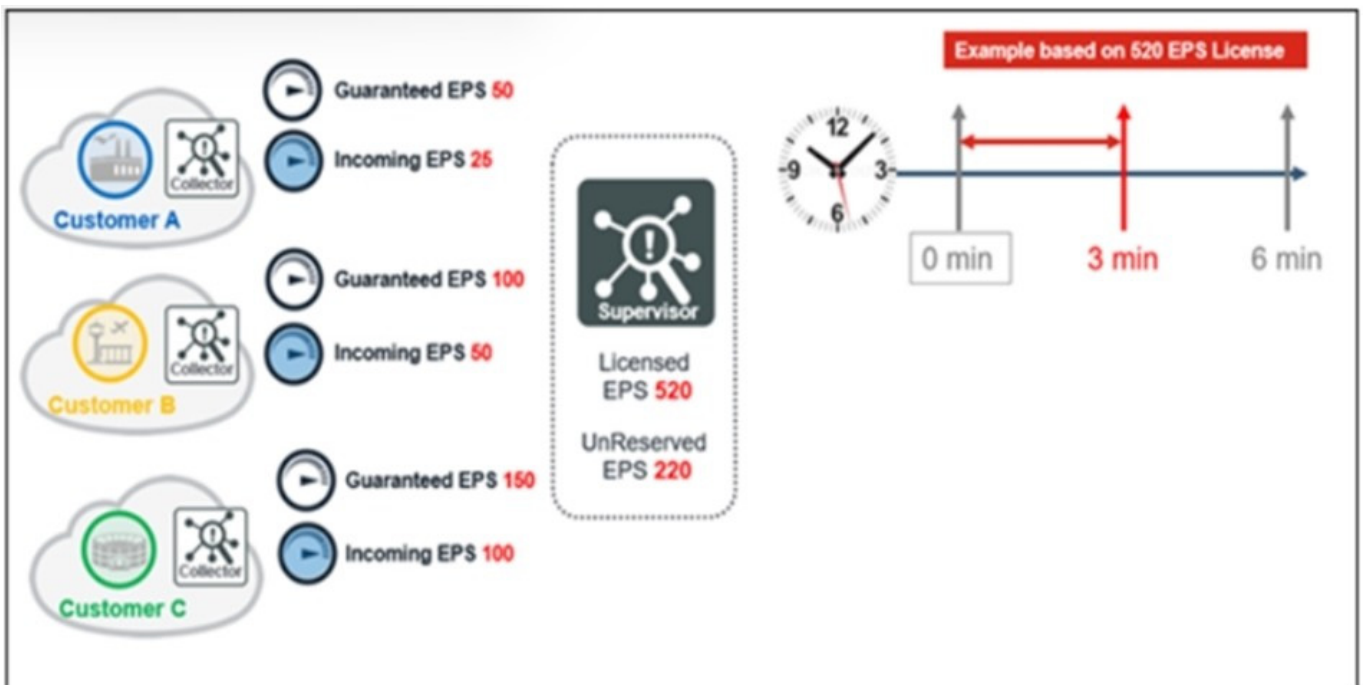 Example based on 520 EPS License
Guaranteed EPS 50
Incoming EPS 25
Collector
Customer A
Guaranteed EPS 100
Incoming EPS 50
Collector
Customer B
Guaranteed EPS 150
Incoming EPS 100
Collector
Customer C
Supervisor
Licensed
EPS 520
UnReserved
EPS 220
12
9
3
6
0 min
3 min
6 min